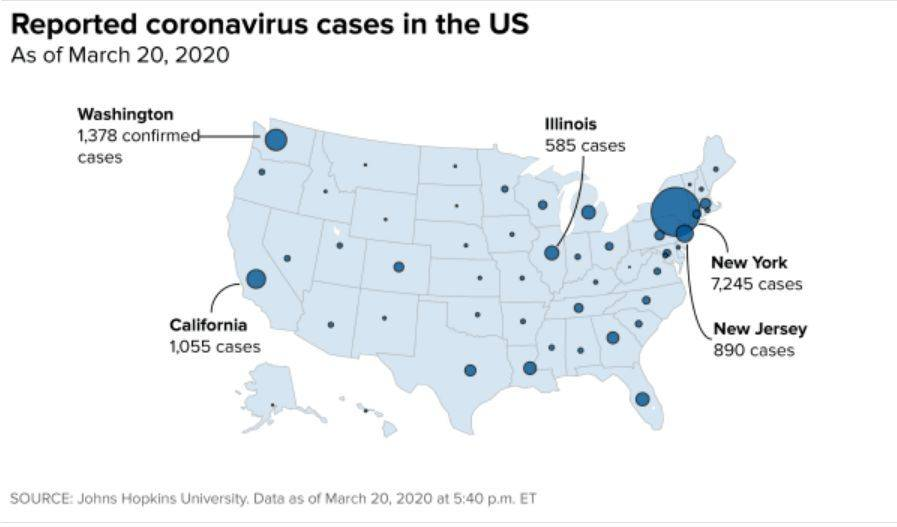 Reported coronavirus cases in the US
As of March 20, 2020
Washington
1,378 confirmed
cases
Illinois
585 cases
New York
7,245 cases
California
1,055 cases
New Jersey
890 cases
SOURCE: Johns Hopkins University. Data as of March 20, 2020 at 5:40 p.m. ET